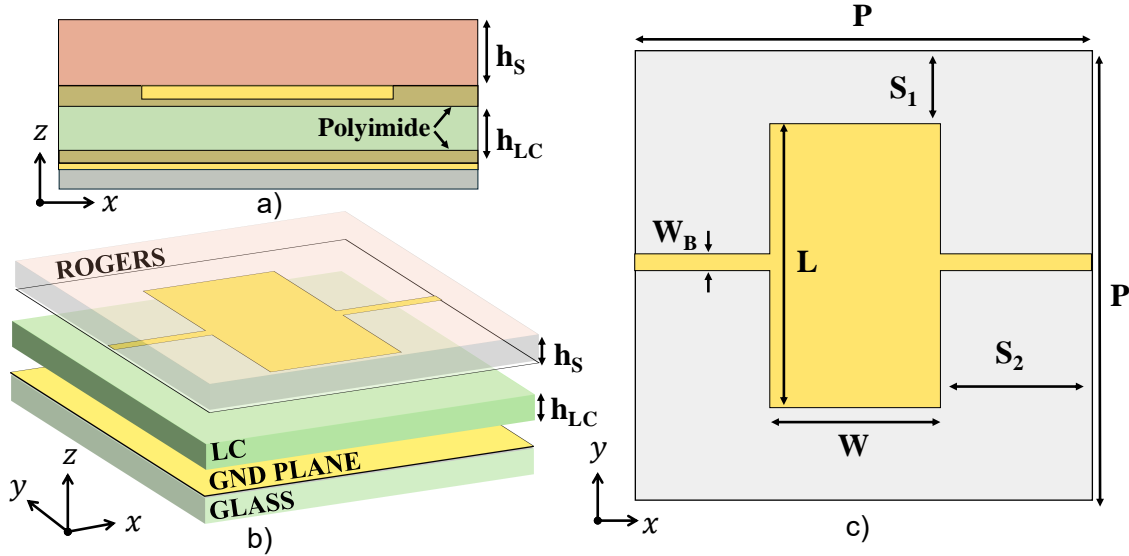 h_S
Polyimide
h_LC
z
x
a)
ROGERS
h_S
h_LC
LC
GND PLANE
GLASS
z
y
x
b)
P
S_1
W_B
L
P
S_2
W
y
x
c)